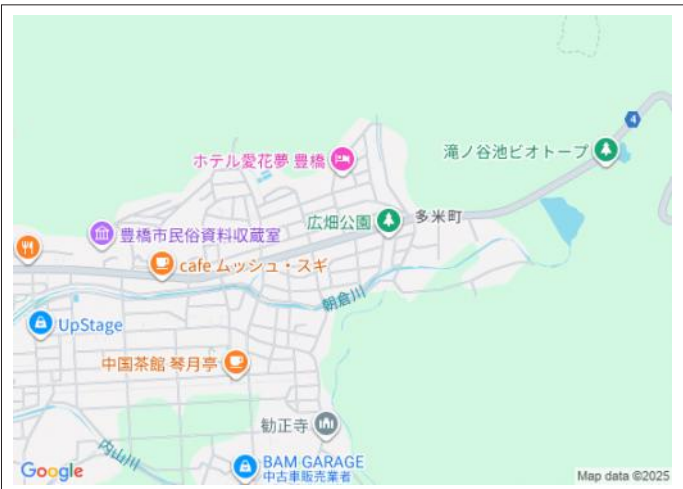 4
滝ノ谷池ビオトープ
ホテル愛花夢 豊橋
広畑公園
多米町
豊橋市民俗資料収蔵室
cafe ムッシュ・スギ
朝倉川
UpStage
中国茶館 琴月亭
勧正寺
内山川
BAM GARAGE
中古車販売業者
Google
Map data ©2025